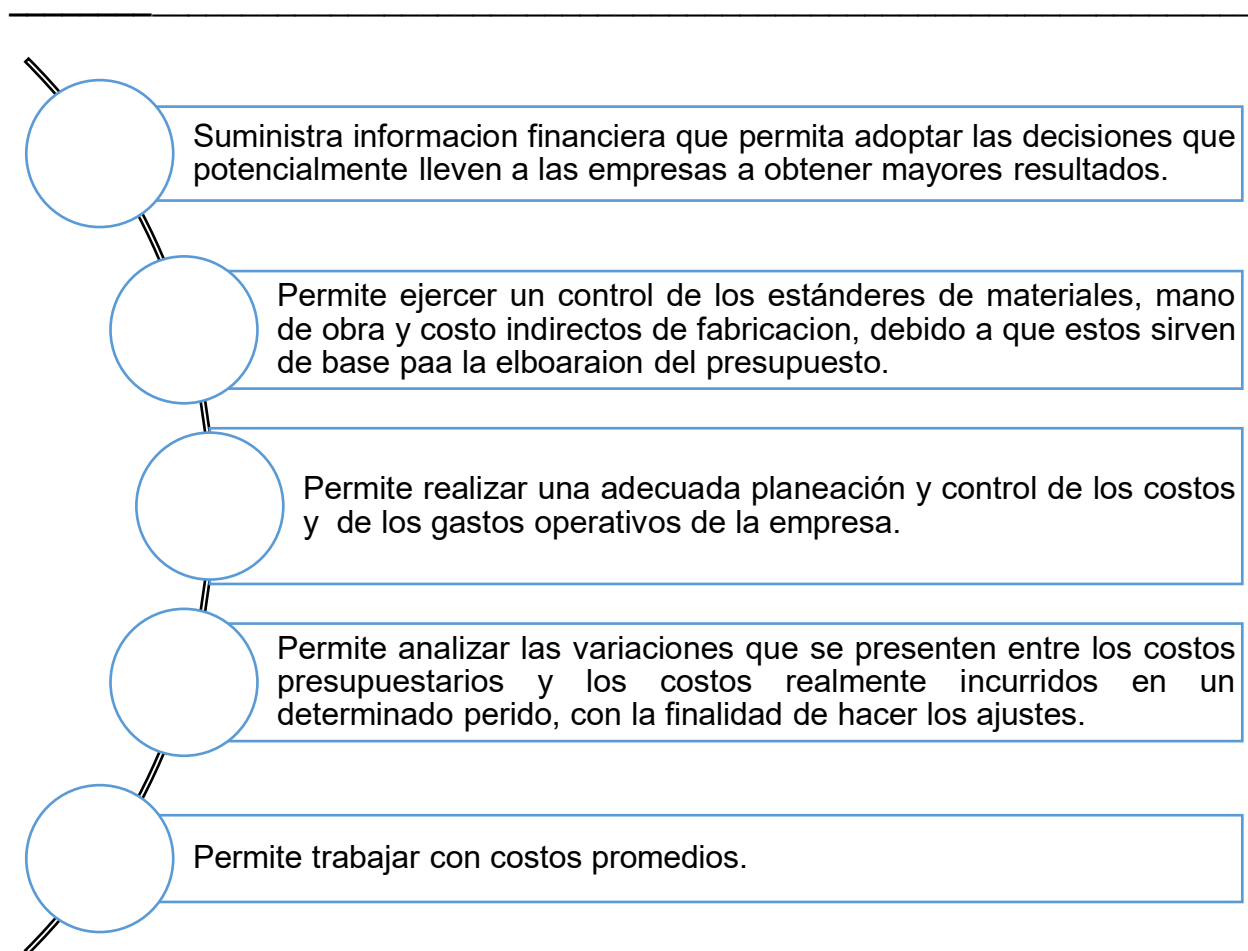 Suministra informacion financiera que permita adoptar las decisiones que
potencialmente lleven a las empresas a obtener mayores resultados.
Permite ejercer un control de los estánderes de materiales, mano
de obra y costo indirectos de fabricacion, debido a que estos sirven
de base paa la elboaraion del presupuesto.
Permite realizar una adecuada planeación y control de los costos
y  de los gastos operativos de la empresa.
Permite analizar las variaciones que se presenten entre los costos
presupuestarios y los costos realmente incurridos en un
determinado perido, con la finalidad de hacer los ajustes.
Permite trabajar con costos promedios.